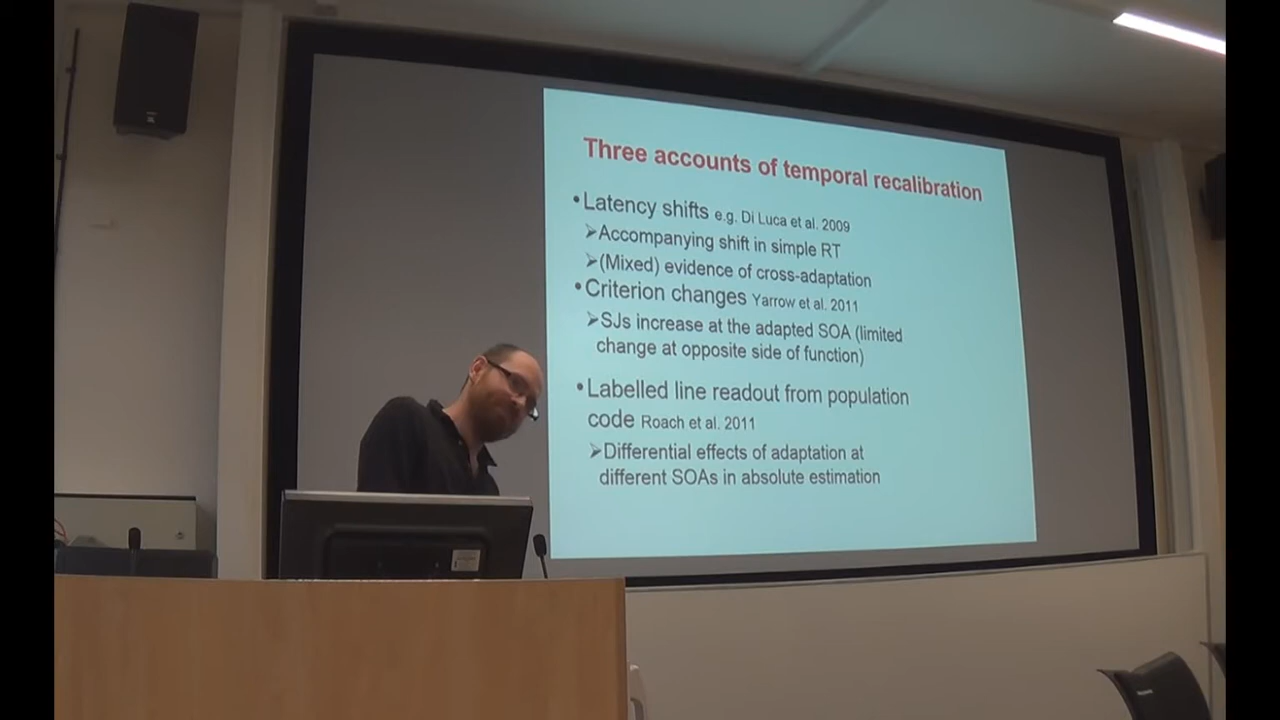 Three accounts of temporal recalibration
•Latency shifts e.g. Di Luca et al. 2009
➢Accompanying shift in simple RT
➢(Mixed) evidence of cross-adaptation
•Criterion changes Yarrow et al. 2011
➢SJs increase at the adapted SOA (limited
change at opposite side of function)
•Labelled line readout from population
code Roach et al. 2011
➢Differential effects of adaptation at
different SOAs in absolute estimation